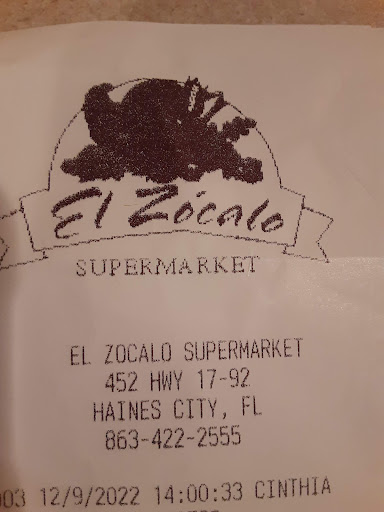 El Zócalo
SUPERMARKET
EL ZOCALO SUPERMARKET
452 HWY 17-92
HAINES CITY, FL
863-422-2555
003 12/9/2022 14:00:33 CINTHIA